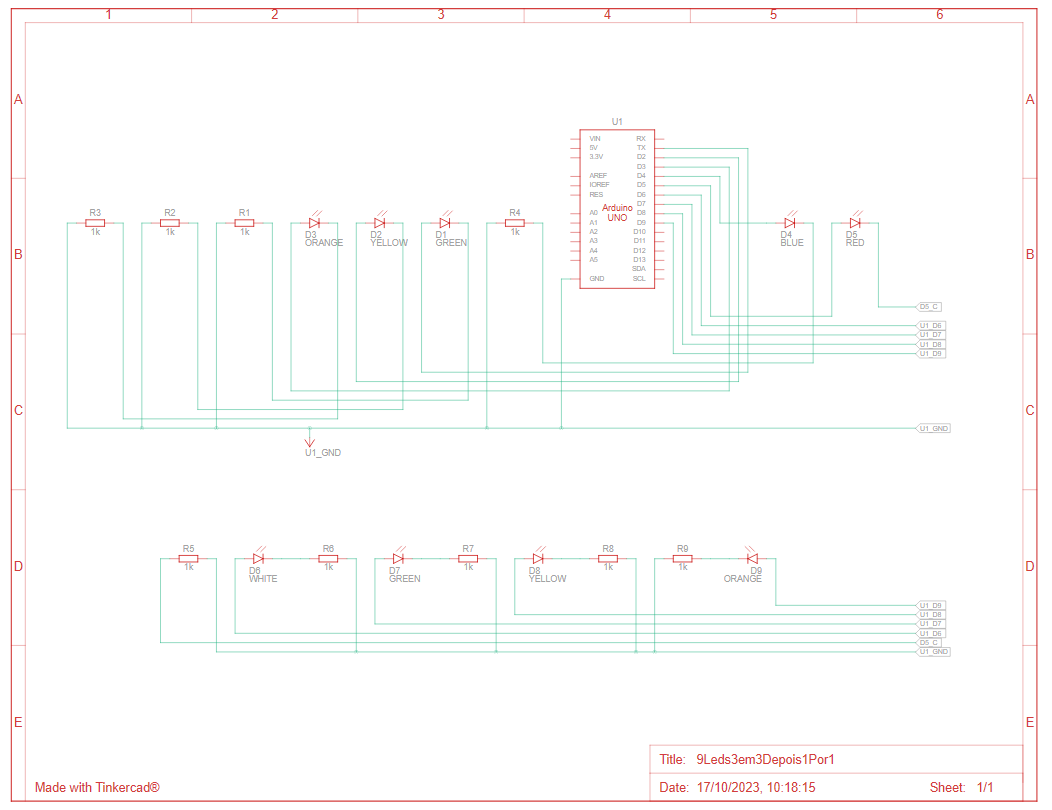 1 2 3 4 5 6
A A
U1
VIN RX
5V TX
3.3V D2
D3
AREF D4
IOREF D5
RES D6
D7
Arduino
UNO
A0 D8
A1 D9
A2 D10
A3 D11
A4 D12
A5 D13
SDA
GND SCL
R3 R2 R1 R4
1k 1k 1k 1k
D3 D2 D1 D4 D5
ORANGE YELLOW GREEN BLUE RED
B B
D5_C
U1_D6
U1_D7
U1_D8
U1_D9
C C
U1_GND
U1_GND
R5 R6 R7 R8 R9
1k 1k 1k 1k 1k
D6 D7 D8 D9
WHITE GREEN YELLOW ORANGE
D D
U1_D9
U1_D8
U1_D7
U1_D6
D5_C
U1_GND
E E
Title: 9Leds3em3Depois1Por1
Made with Tinkercad®
Date: 17/10/2023, 10:18:15 Sheet: 1/1